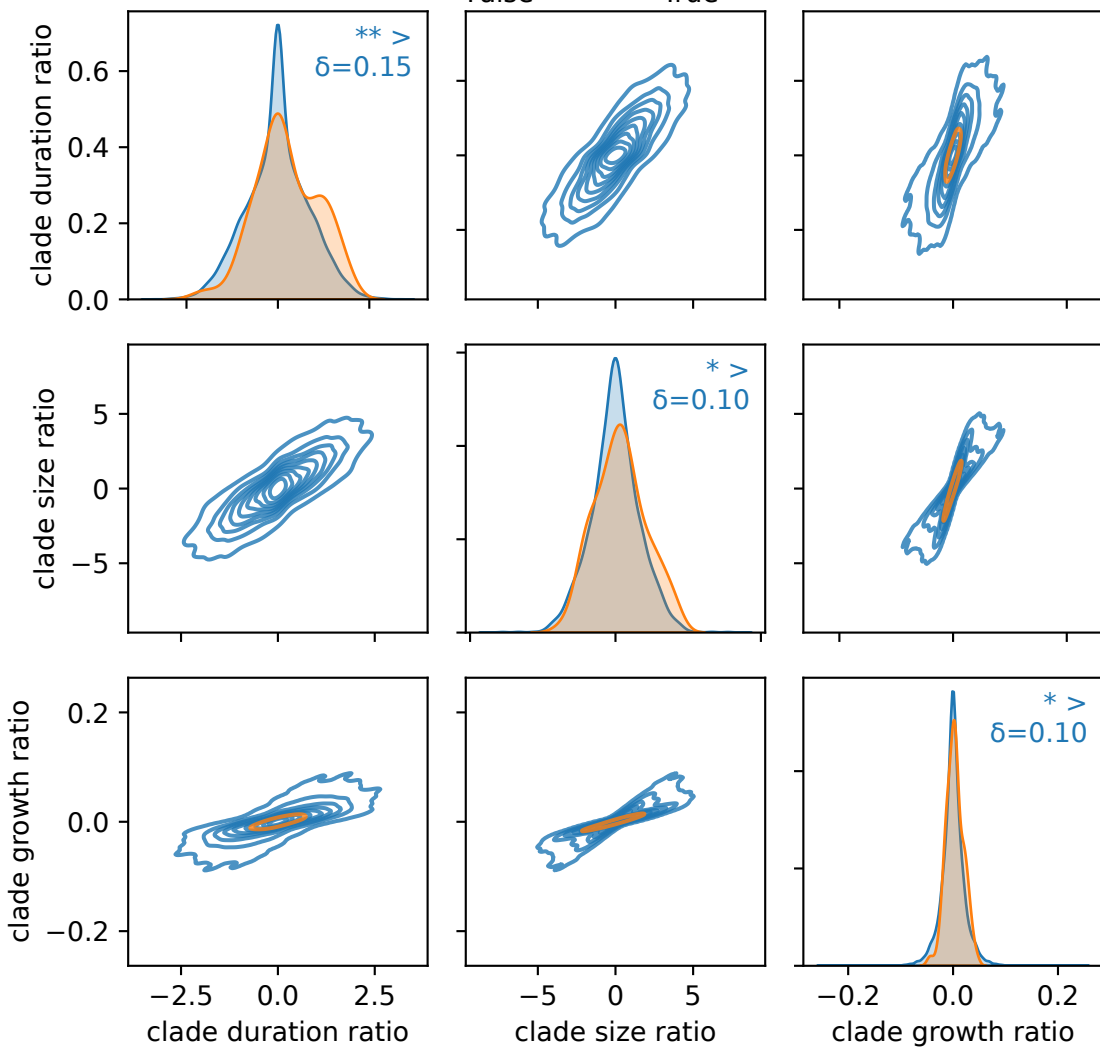 clade duration ratio
0.6
0.4
0.2
0.0
** >
δ=0.15
clade size ratio
5
0
−5
* >
δ=0.10
clade growth ratio
0.2
0.0
−0.2
* >
δ=0.10
−2.5 0.0 2.5
−5 0 5
−0.2 0.0 0.2
clade duration ratio
clade size ratio
clade growth ratio